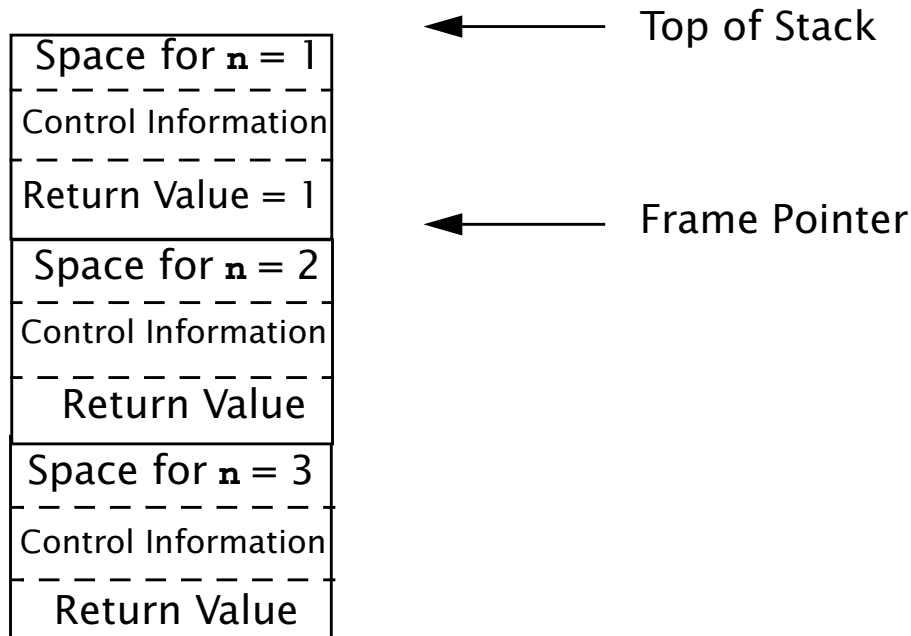 Top of Stack
Space for n = 1
Control Information
Return Value = 1
Frame Pointer
Space for n = 2
Control Information
Return Value
Space for n = 3
Control Information
Return Value